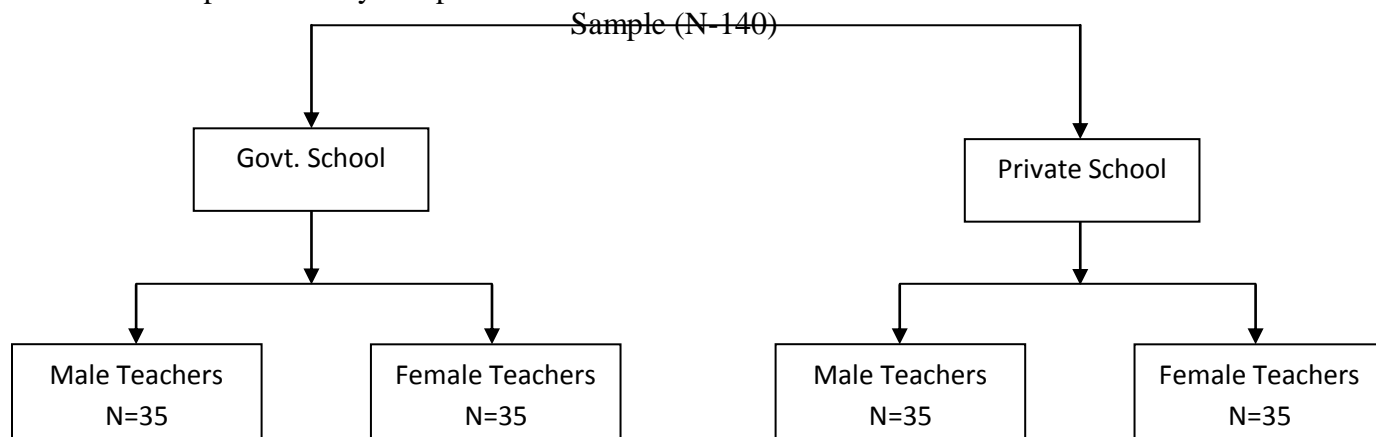 Sample (N-140)
Govt. School
Private School
Male Teachers
N=35
Female Teachers
N=35
Male Teachers
N=35
Female Teachers
N=35